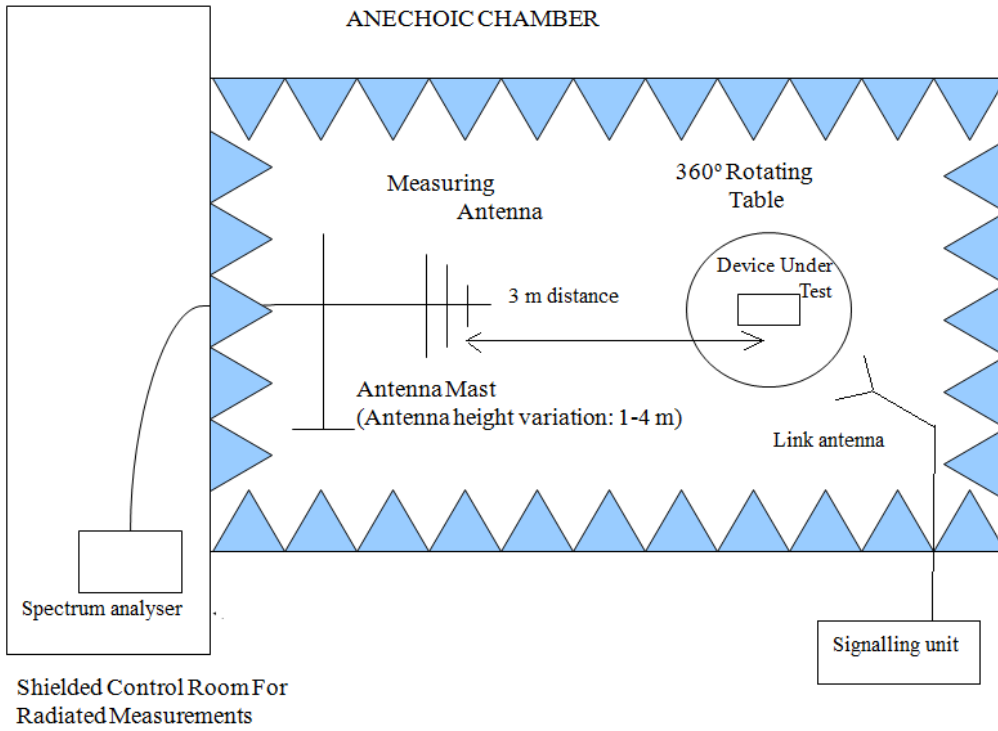 ANECHOIC CHAMBER
Measuring
Antenna
360º Rotating
Table
Device Under
Test
3 m distance
Antenna Mast
(Antenna height variation: 1-4 m)
Link antenna
Spectrum analyser
Signalling unit
Shielded Control Room For
Radiated Measurements